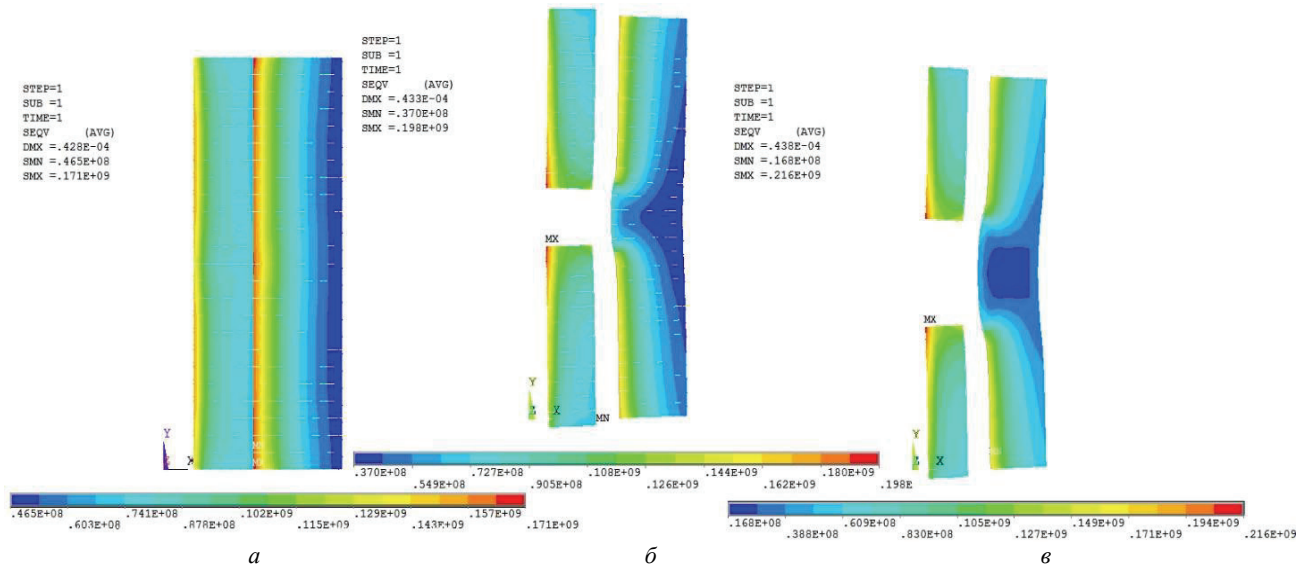 STEP=1
SUB =1
TIME=1
SEQV (AVG)
DMX =.428E-04
SMN =.465E+08
SMX =.171E+09
Y
X
MX
.465E+08 .741E+08 .102E+09 .129E+09 .157E+09
.603E+08 .878E+08 .115E+09 .143E+09 .171E+09
а
STEP=1
SUB =1
TIME=1
SEQV (AVG)
DMX =.433E-04
SMN =.370E+08
SMX =.198E+09
MX
Y
Z X
MN
.370E+08 .727E+08 .108E+09 .144E+09 .180E+09
.549E+08 .905E+08 .126E+09 .162E+09 .198E
б
STEP=1
SUB =1
TIME=1
SEQV (AVG)
DMX =.438E-04
SMN =.168E+08
SMX =.216E+09
MX
Y
Z X
.168E+08 .609E+08 .105E+09 .149E+09 .194E+09
.388E+08 .830E+08 .127E+09 .171E+09 .216E+09
в